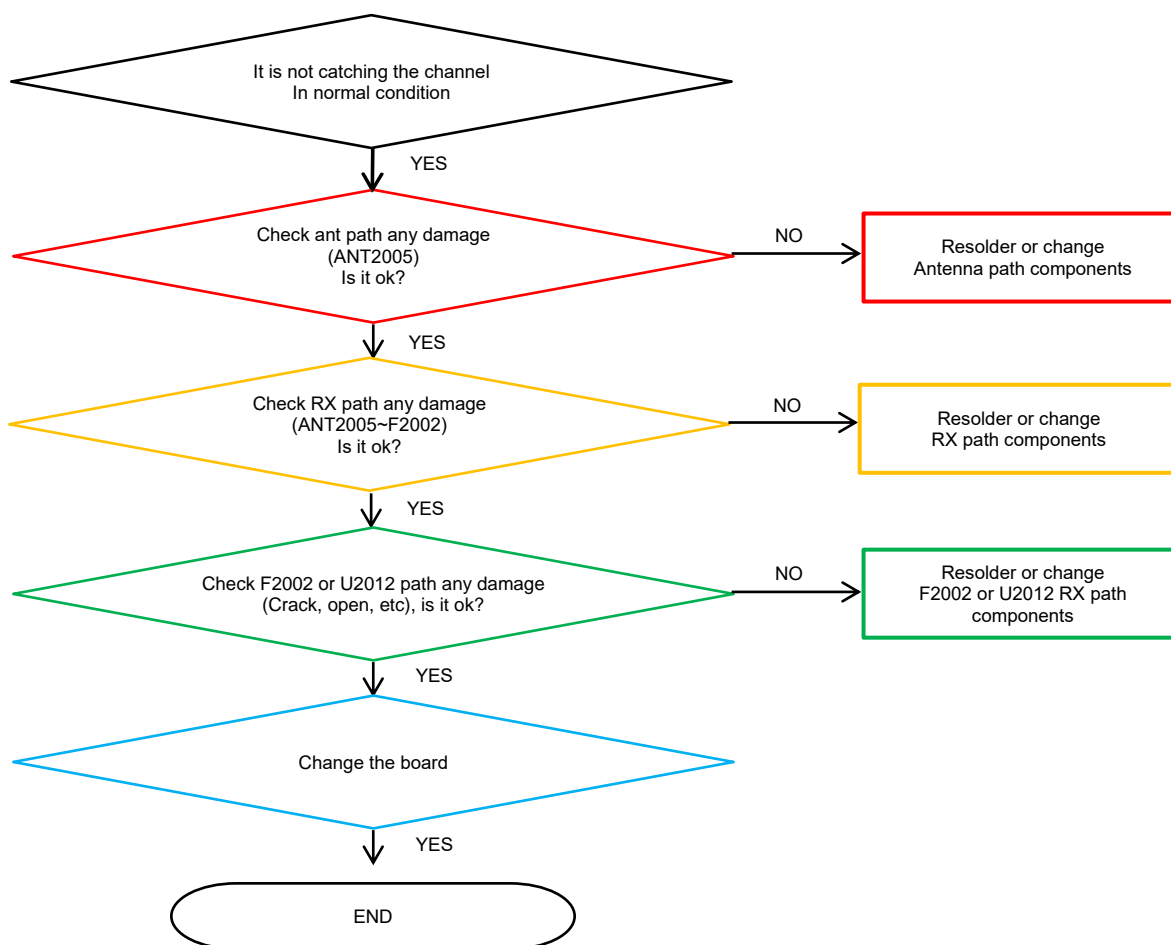 It is not catching the channel
In normal condition
YES
Check ant path any damage
(ANT2005)
Is it ok?
NO
Resolder or change
Antenna path components
YES
Check RX path any damage
(ANT2005~F2002)
Is it ok?
NO
Resolder or change
RX path components
YES
Check F2002 or U2012 path any damage
(Crack, open, etc), is it ok?
NO
Resolder or change
F2002 or U2012 RX path
components
YES
Change the board
YES
END